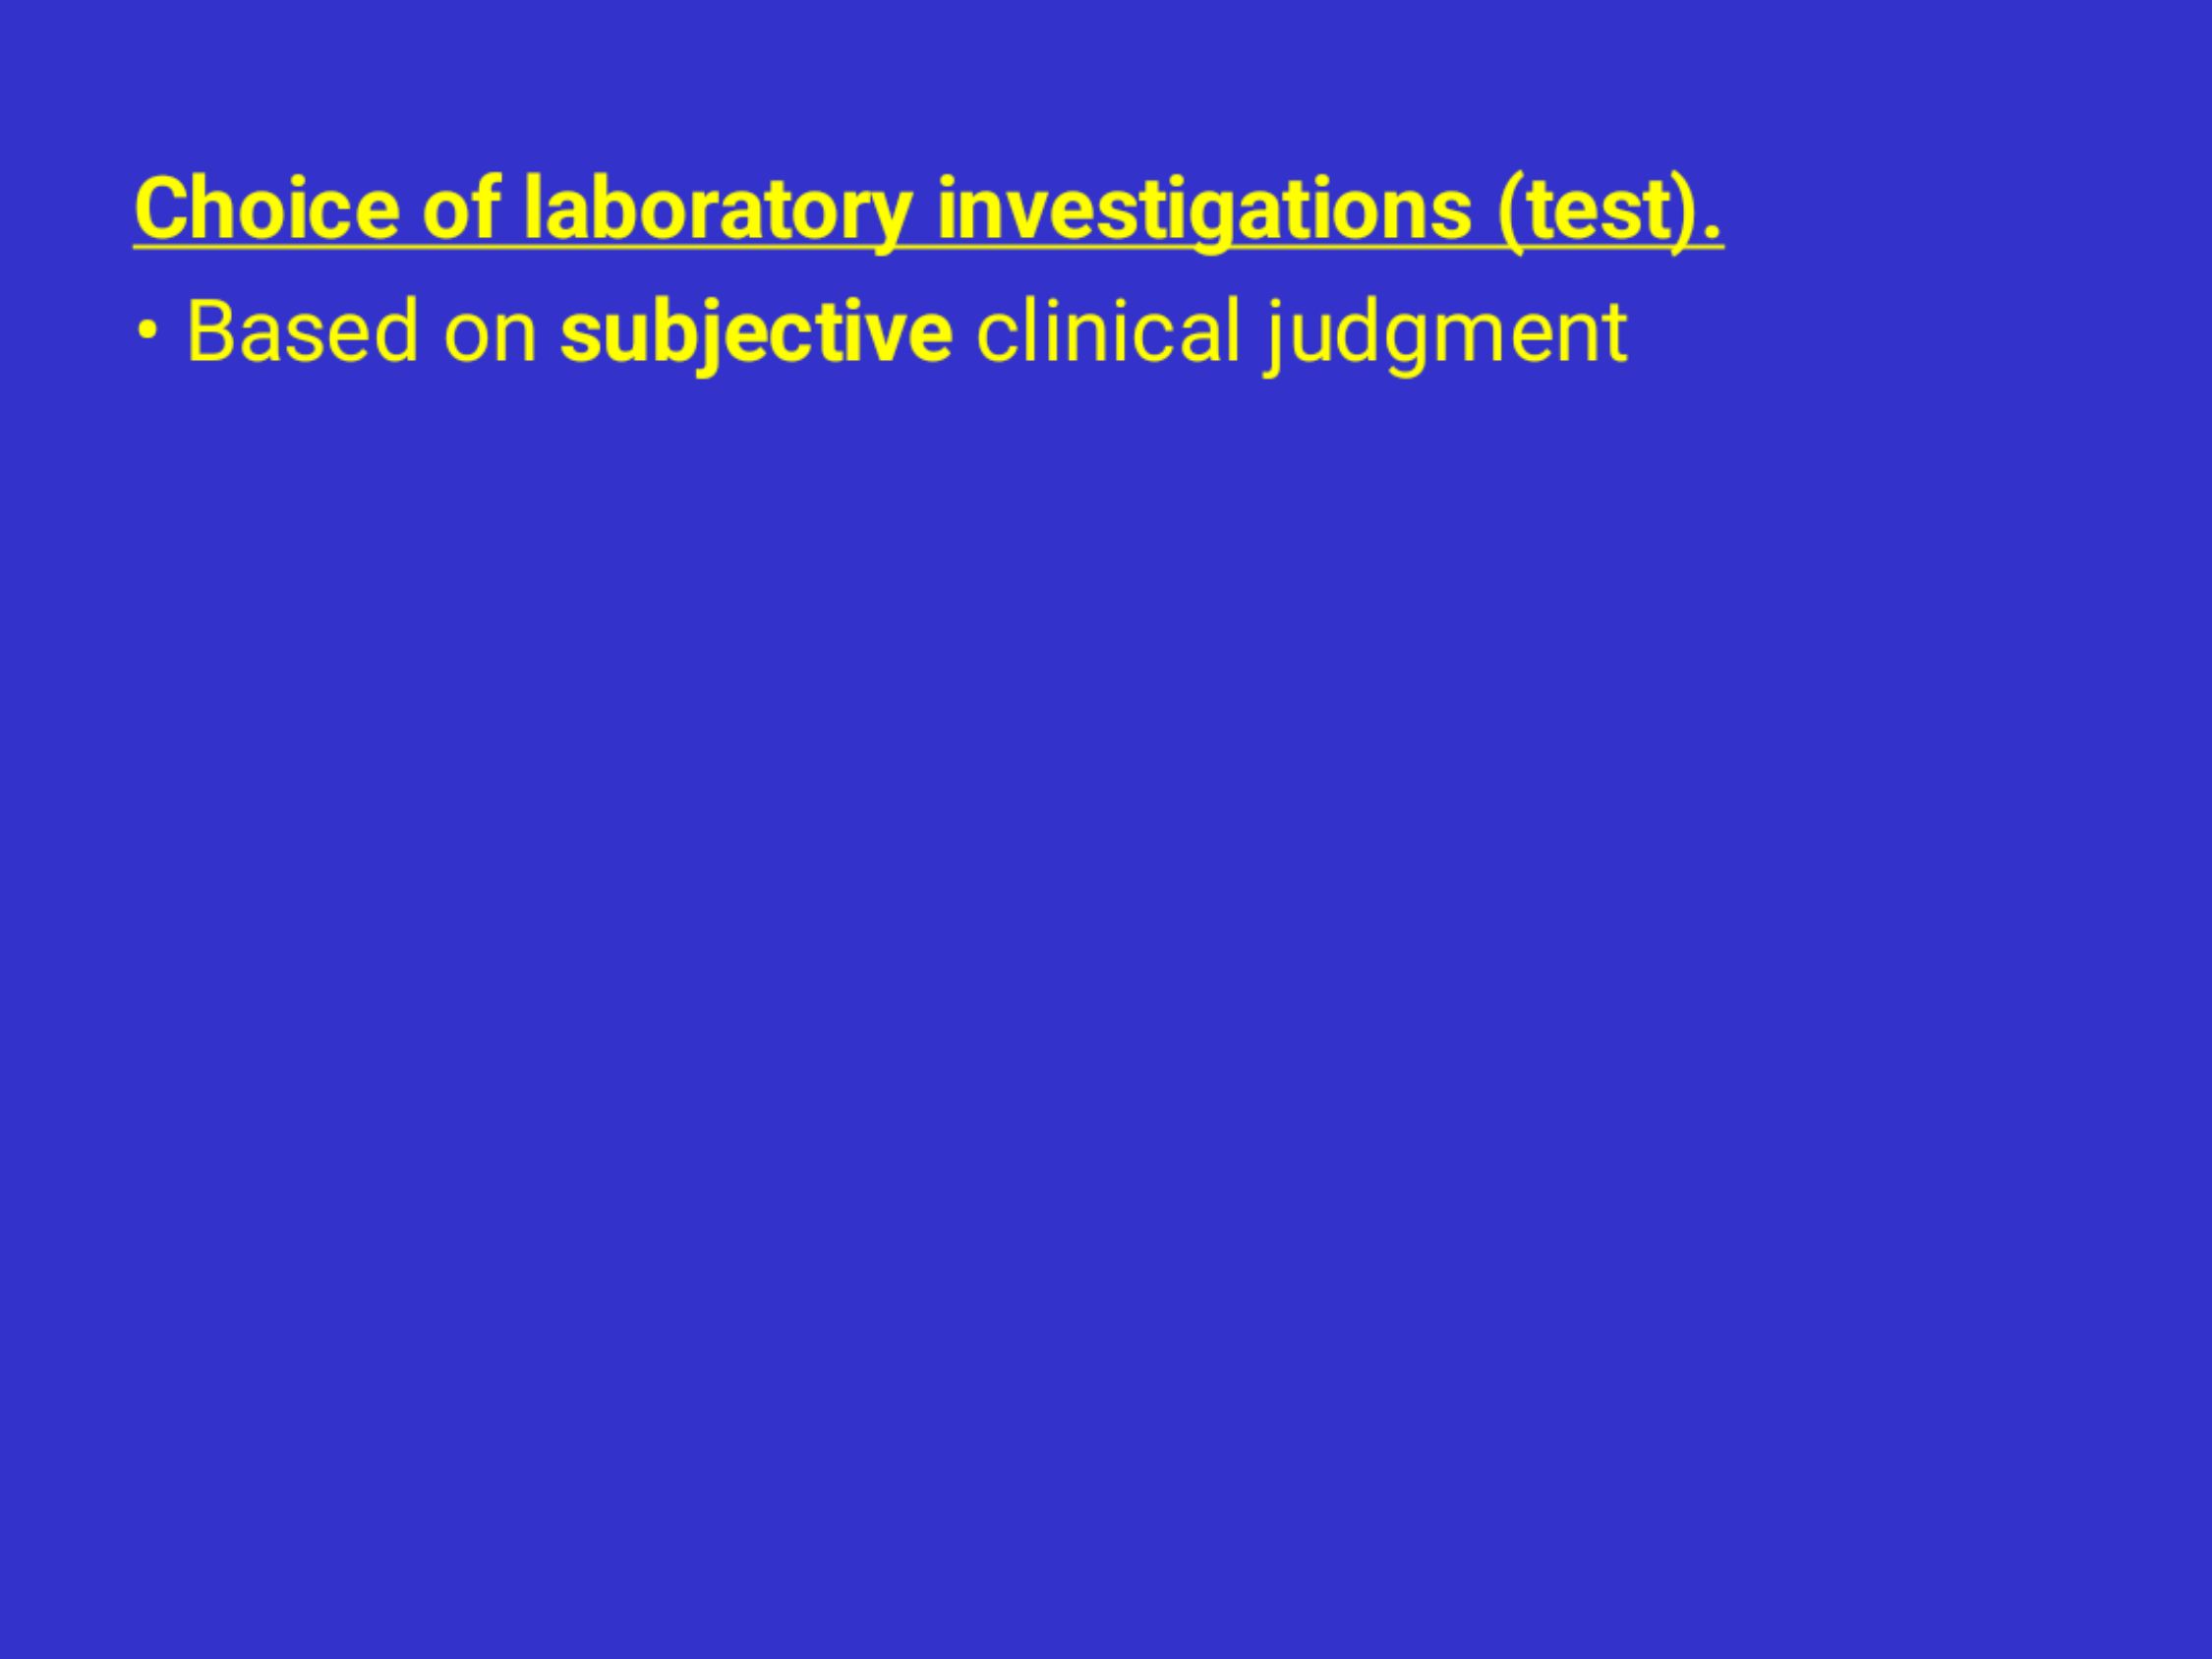 Choice of laboratory investigations (test).
• Based on subjective clinical judgment